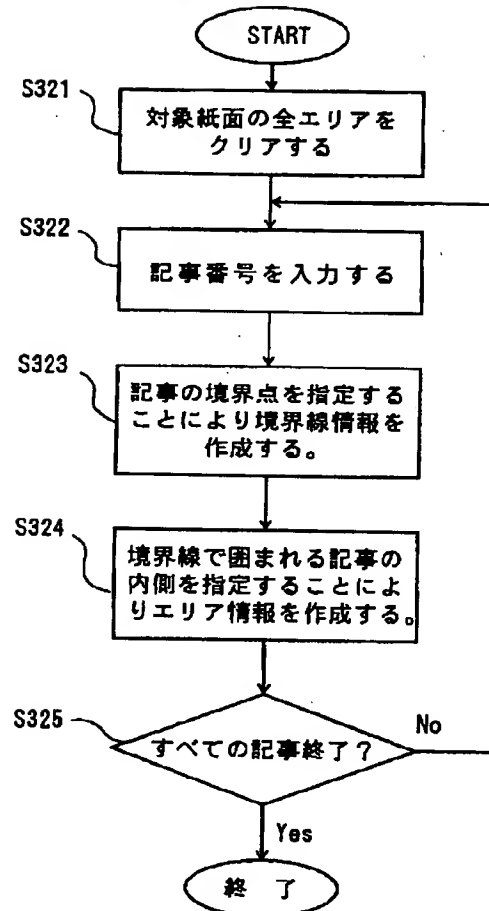 START
S321
対象紙面の全エリアを
クリアする
S322
記事番号を入力する
S323
記事の境界点を指定する
ことにより境界線情報を
作成する。
S324
境界線で囲まれる記事の
内側を指定することによ
りエリア情報を作成する。
S325
すべての記事終了？
No
Yes
終 了